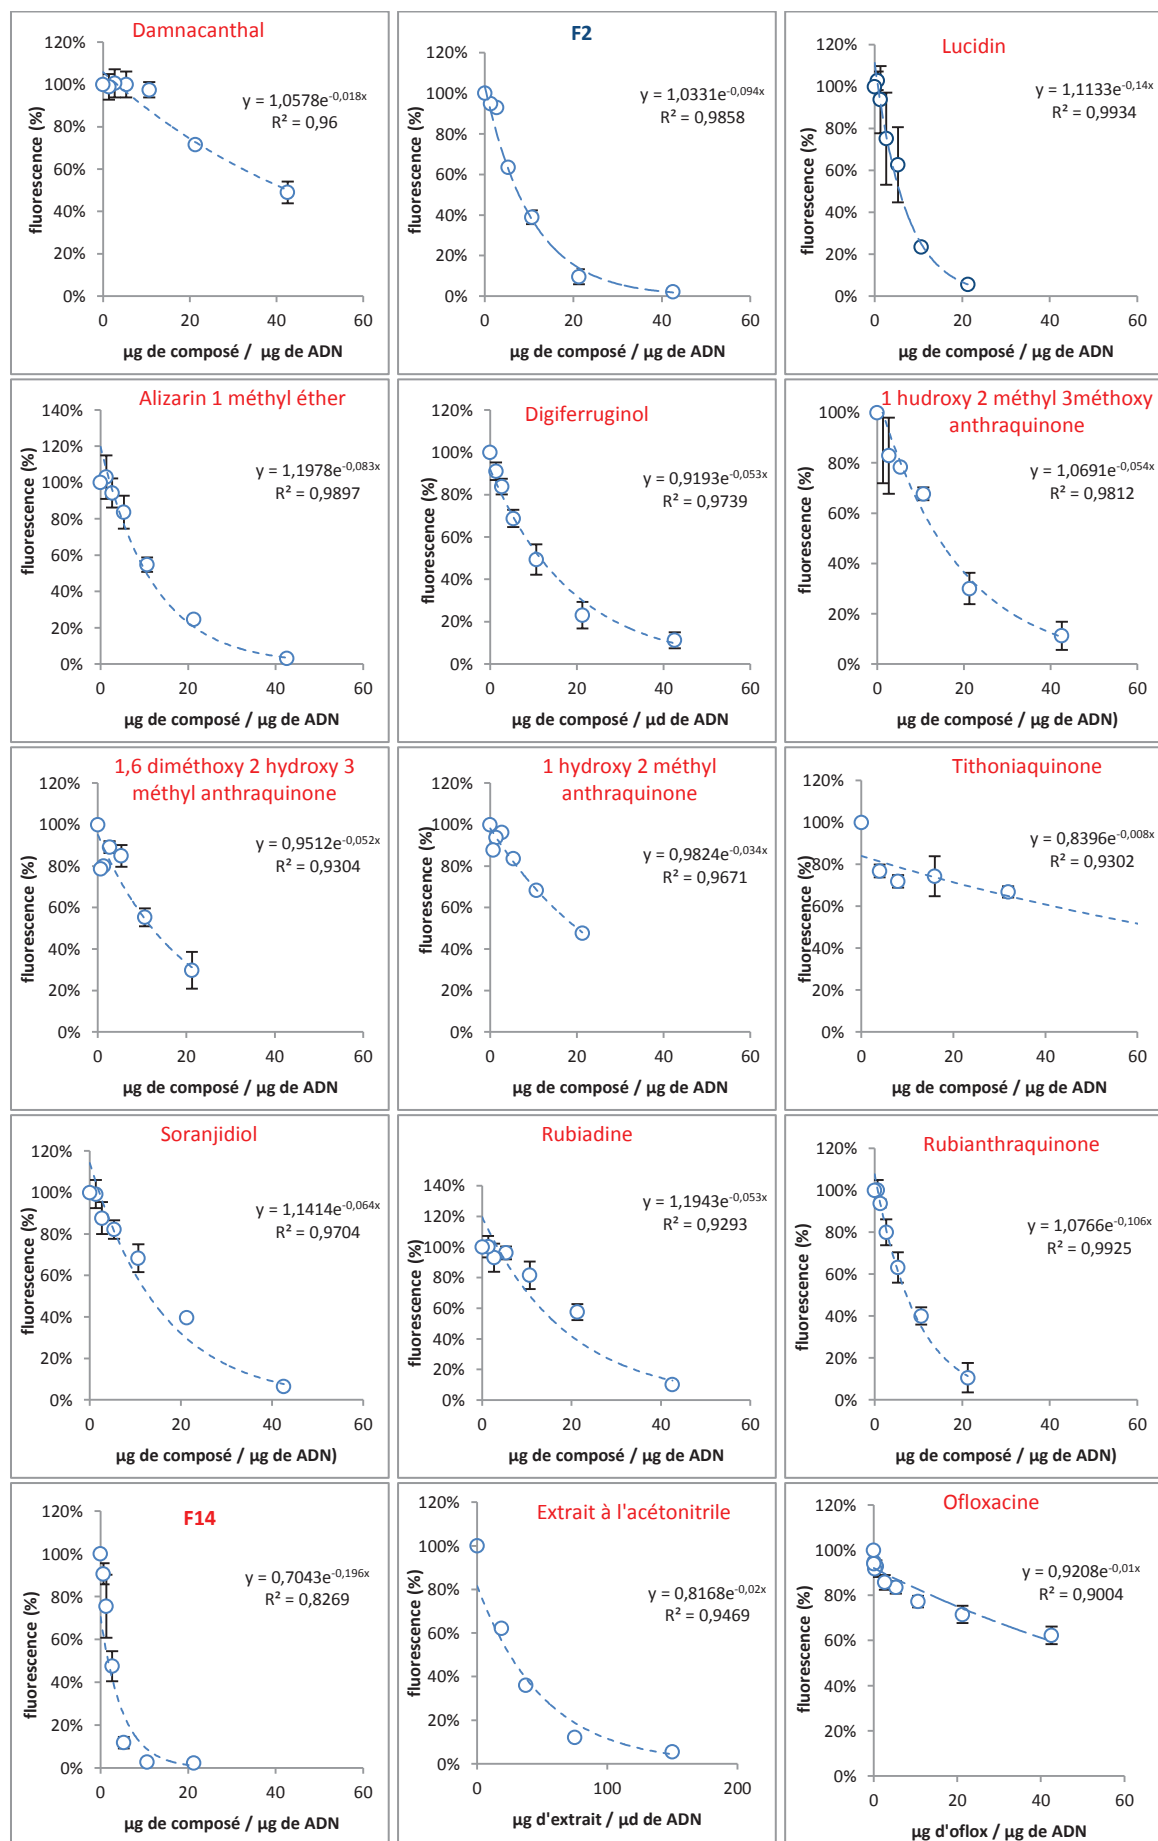 Damnacanthal
120%
100%
80%
60%
40%
20%
0%
fluorescence (%)
y = 1,0578e^-0,018x
R² = 0,96
0 20 40 60
µg de composé / µg de ADN
F2
120%
100%
80%
60%
40%
20%
0%
fluorescence (%)
y = 1,0331e^-0,094x
R² = 0,9858
0 20 40 60
µg de composé / µg de ADN
Lucidin
120%
100%
80%
60%
40%
20%
0%
fluorescence (%)
y = 1,1133e^-0,14x
R² = 0,9934
0 20 40 60
µg de composé / µg de ADN
Alizarin 1 méthyl éther
140%
120%
100%
80%
60%
40%
20%
0%
fluorescence (%)
y = 1,1978e^-0,083x
R² = 0,9897
0 20 40 60
µg de composé / µg de ADN
Digiferruginol
120%
100%
80%
60%
40%
20%
0%
fluorescence (%)
y = 0,9193e^-0,053x
R² = 0,9739
0 20 40 60
µg de composé / µd de ADN
1 hudroxy 2 méthyl 3méthoxy
anthraquinone
100%
80%
60%
40%
20%
0%
fluorescence (%)
y = 1,0691e^-0,054x
R² = 0,9812
0 20 40 60
µg de composé / µg de ADN)
1,6 diméthoxy 2 hydroxy 3
méthyl anthraquinone
120%
100%
80%
60%
40%
20%
0%
fluorescence (%)
y = 0,9512e^-0,052x
R² = 0,9304
0 20 40 60
µg de composé / µg de ADN
1 hydroxy 2 méthyl
anthraquinone
120%
100%
80%
60%
40%
20%
0%
fluorescence (%)
y = 0,9824e^-0,034x
R² = 0,9671
0 20 40 60
µg de composé / µg de ADN
Tithoniaquinone
120%
100%
80%
60%
40%
20%
0%
fluorescence (%)
y = 0,8396e^-0,008x
R² = 0,9302
0 20 40 60
µg de composé / µg de ADN
Soranjidiol
120%
100%
80%
60%
40%
20%
0%
fluorescence (%)
y = 1,1414e^-0,064x
R² = 0,9704
0 20 40 60
µg de composé / µg de ADN)
Rubiadine
140%
120%
100%
80%
60%
40%
20%
0%
fluorescence (%)
y = 1,1943e^-0,053x
R² = 0,9293
0 20 40 60
µg de composé / µg de ADN
Rubianthraquinone
120%
100%
80%
60%
40%
20%
0%
fluorescence (%)
y = 1,0766e^-0,106x
R² = 0,9925
0 20 40 60
µg de composé / µg de ADN)
F14
120%
100%
80%
60%
40%
20%
0%
fluorescence (%)
y = 0,7043e^-0,196x
R² = 0,8269
0 20 40 60
µg de composé / µg de ADN
Extrait à l'acétonitrile
120%
100%
80%
60%
40%
20%
0%
fluorescence (%)
y = 0,8168e^-0,02x
R² = 0,9469
0 100 200
µg d'extrait / µd de ADN
Ofloxacine
120%
100%
80%
60%
40%
20%
0%
fluorescence (%)
y = 0,9208e^-0,01x
R² = 0,9004
0 20 40 60
µg d'oflox / µg de ADN